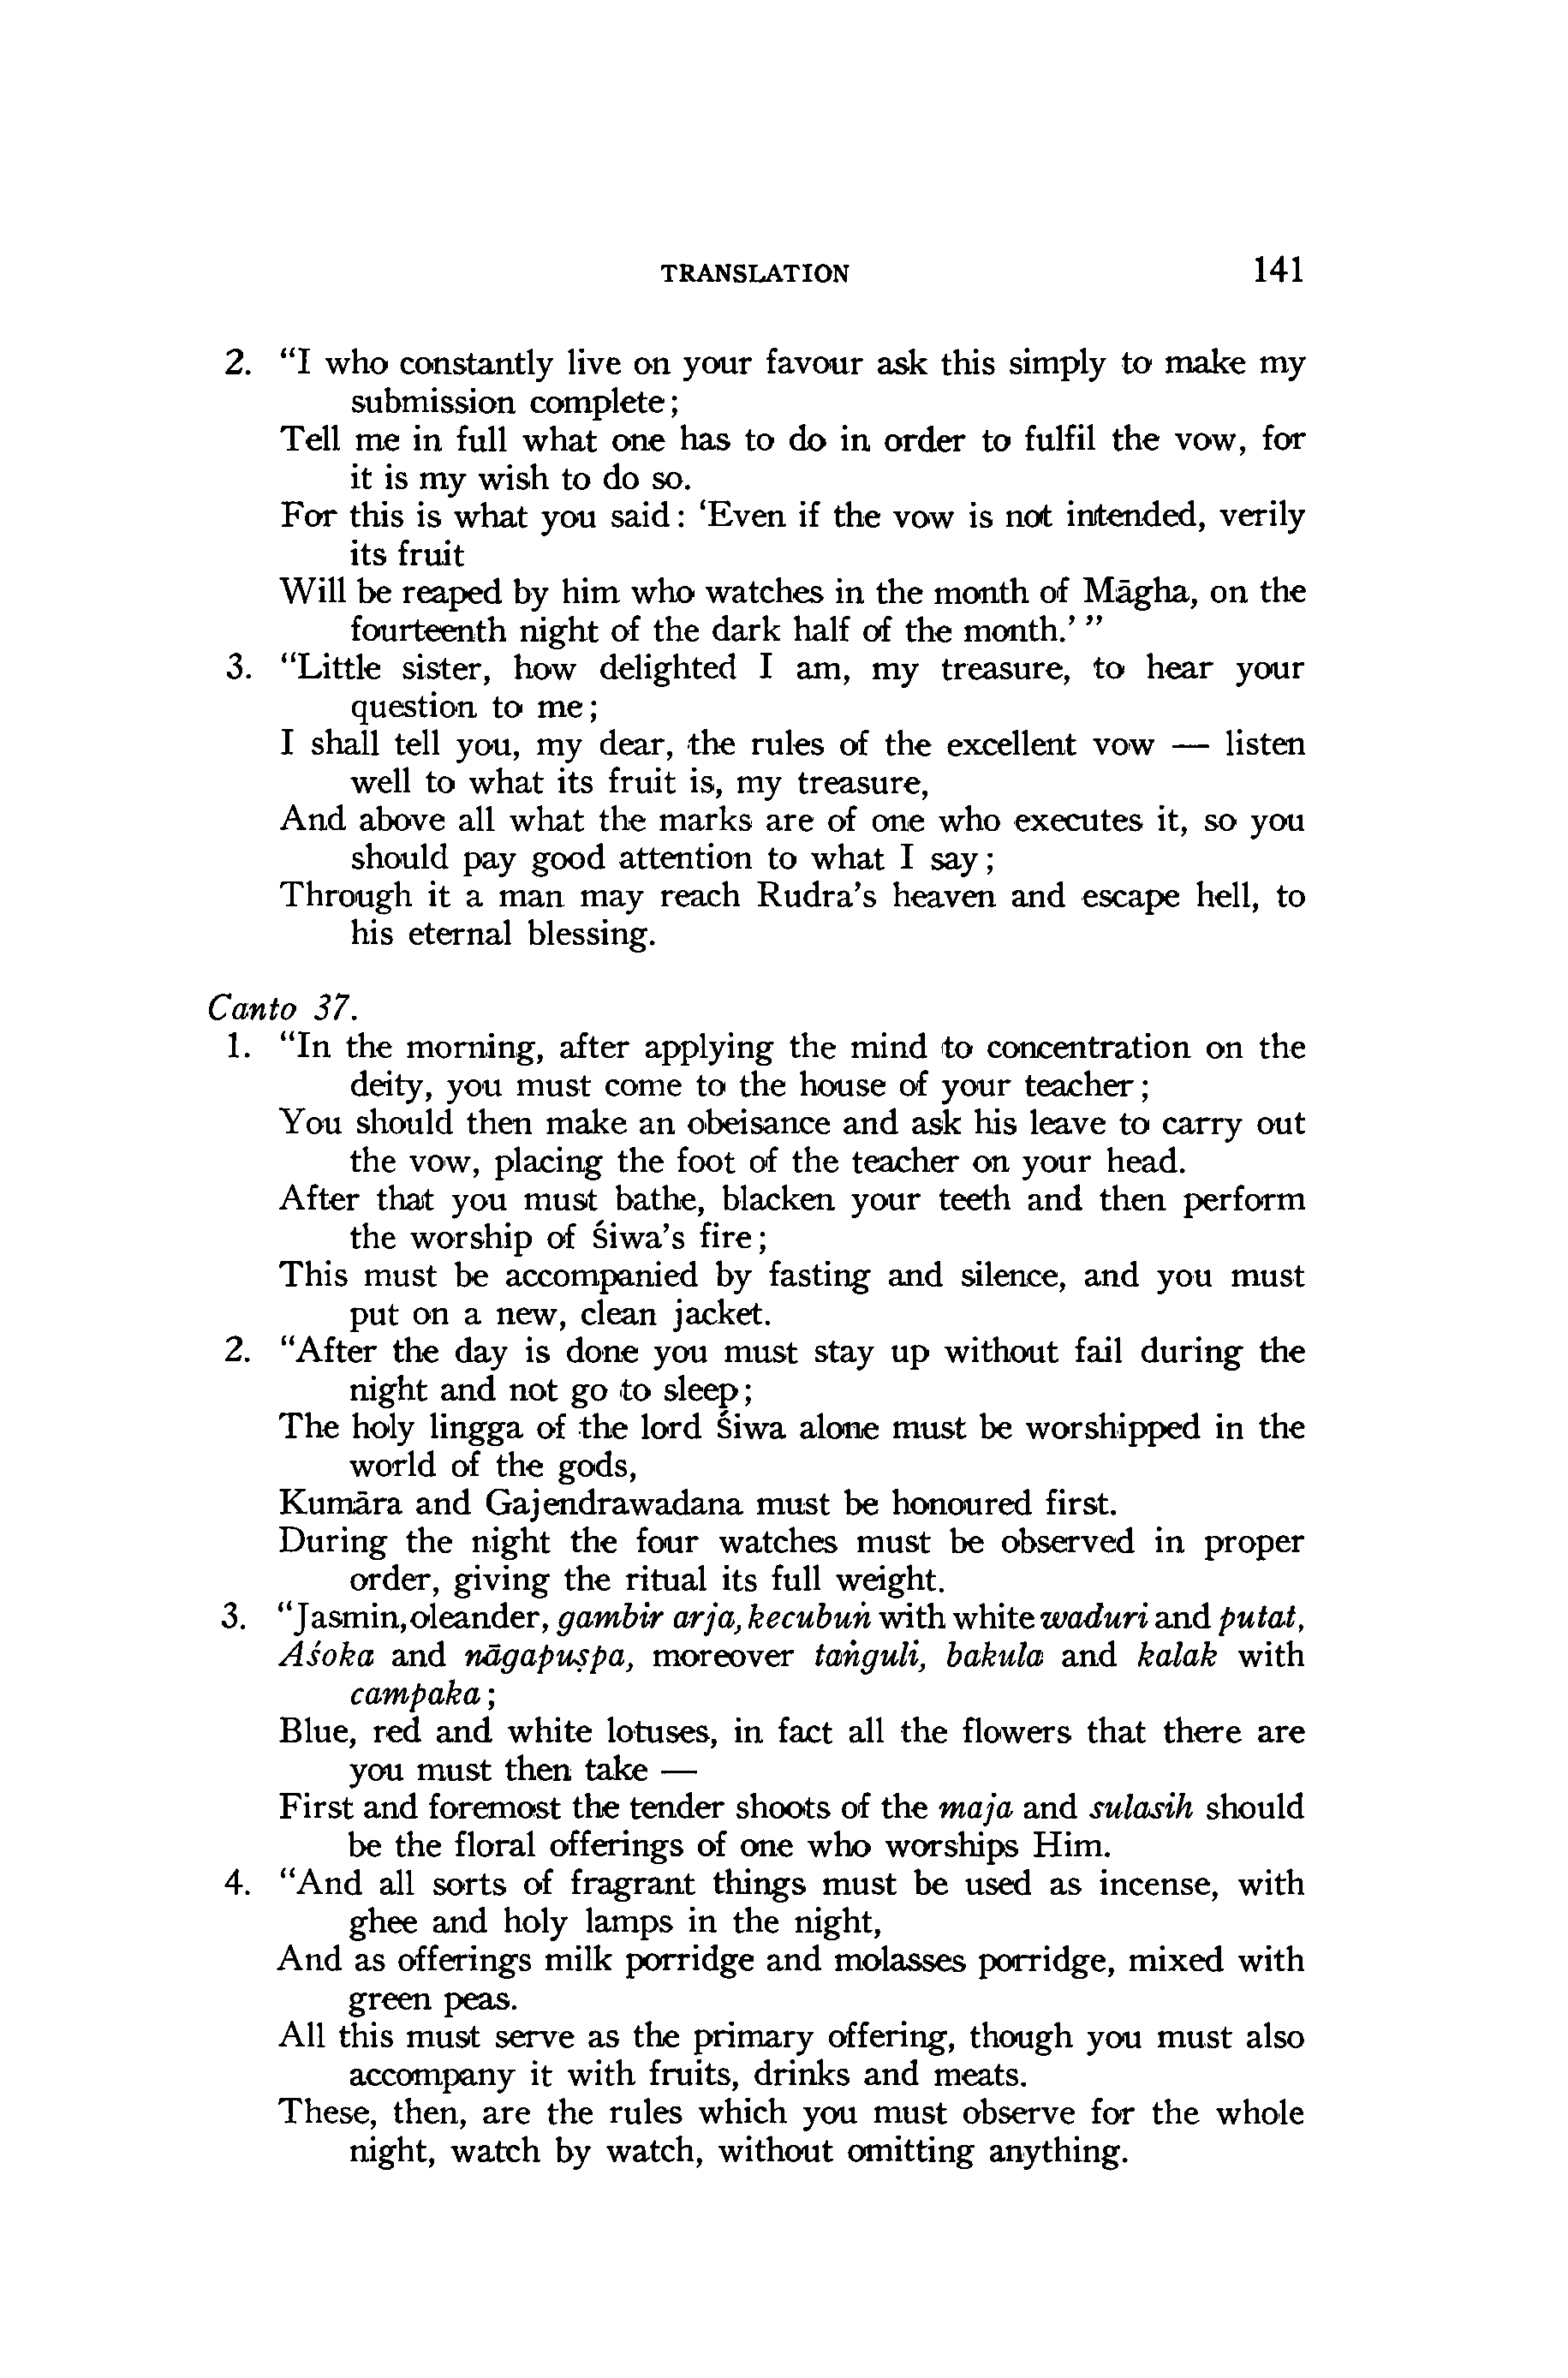 TRANSLATION 141
2. “I who constantly live on your favour ask this simply to make my
submission complete;
Tell me in full what one has to do in order to fulfil the vow, for
it is my wish to do so.
For this is what you said: ‘Even if the vow is not intended, verily
its fruit
Will be reaped by him who watches in the month of Māgha, on the
fourteenth night of the dark half of the month.’ ”
3. “Little sister, how delighted I am, my treasure, to hear your
question to me;
I shall tell you, my dear, the rules of the excellent vow — listen
well to what its fruit is, my treasure,
And above all what the marks are of one who executes it, so you
should pay good attention to what I say;
Through it a man may reach Rudra’s heaven and escape hell, to
his eternal blessing.
Canto 37.
1. “In the morning, after applying the mind to concentration on the
deity, you must come to the house of your teacher;
You should then make an obeisance and ask his leave to carry out
the vow, placing the foot of the teacher on your head.
After that you must bathe, blacken your teeth and then perform
the worship of śiwa’s fire;
This must be accompanied by fasting and silence, and you must
put on a new, clean jacket.
2. “After the day is done you must stay up without fail during the
night and not go to sleep;
The holy lingga of the lord śiwa alone must be worshipped in the
world of the gods,
Kumāra and Gajendrawadana must be honoured first.
During the night the four watches must be observed in proper
order, giving the ritual its full weight.
3. “Jasmin, oleander, gambir arja, kecubuṅ with white waduri and putat,
Aśoka and nāgapuṣpa, moreover taṅguli, bakula and kalak with
campaka;
Blue, red and white lotuses, in fact all the flowers that there are
you must then take —
First and foremost the tender shoots of the maja and sulasih should
be the floral offerings of one who worships Him.
4. “And all sorts of fragrant things must be used as incense, with
ghee and holy lamps in the night,
And as offerings milk porridge and molasses porridge, mixed with
green peas.
All this must serve as the primary offering, though you must also
accompany it with fruits, drinks and meats.
These, then, are the rules which you must observe for the whole
night, watch by watch, without omitting anything.